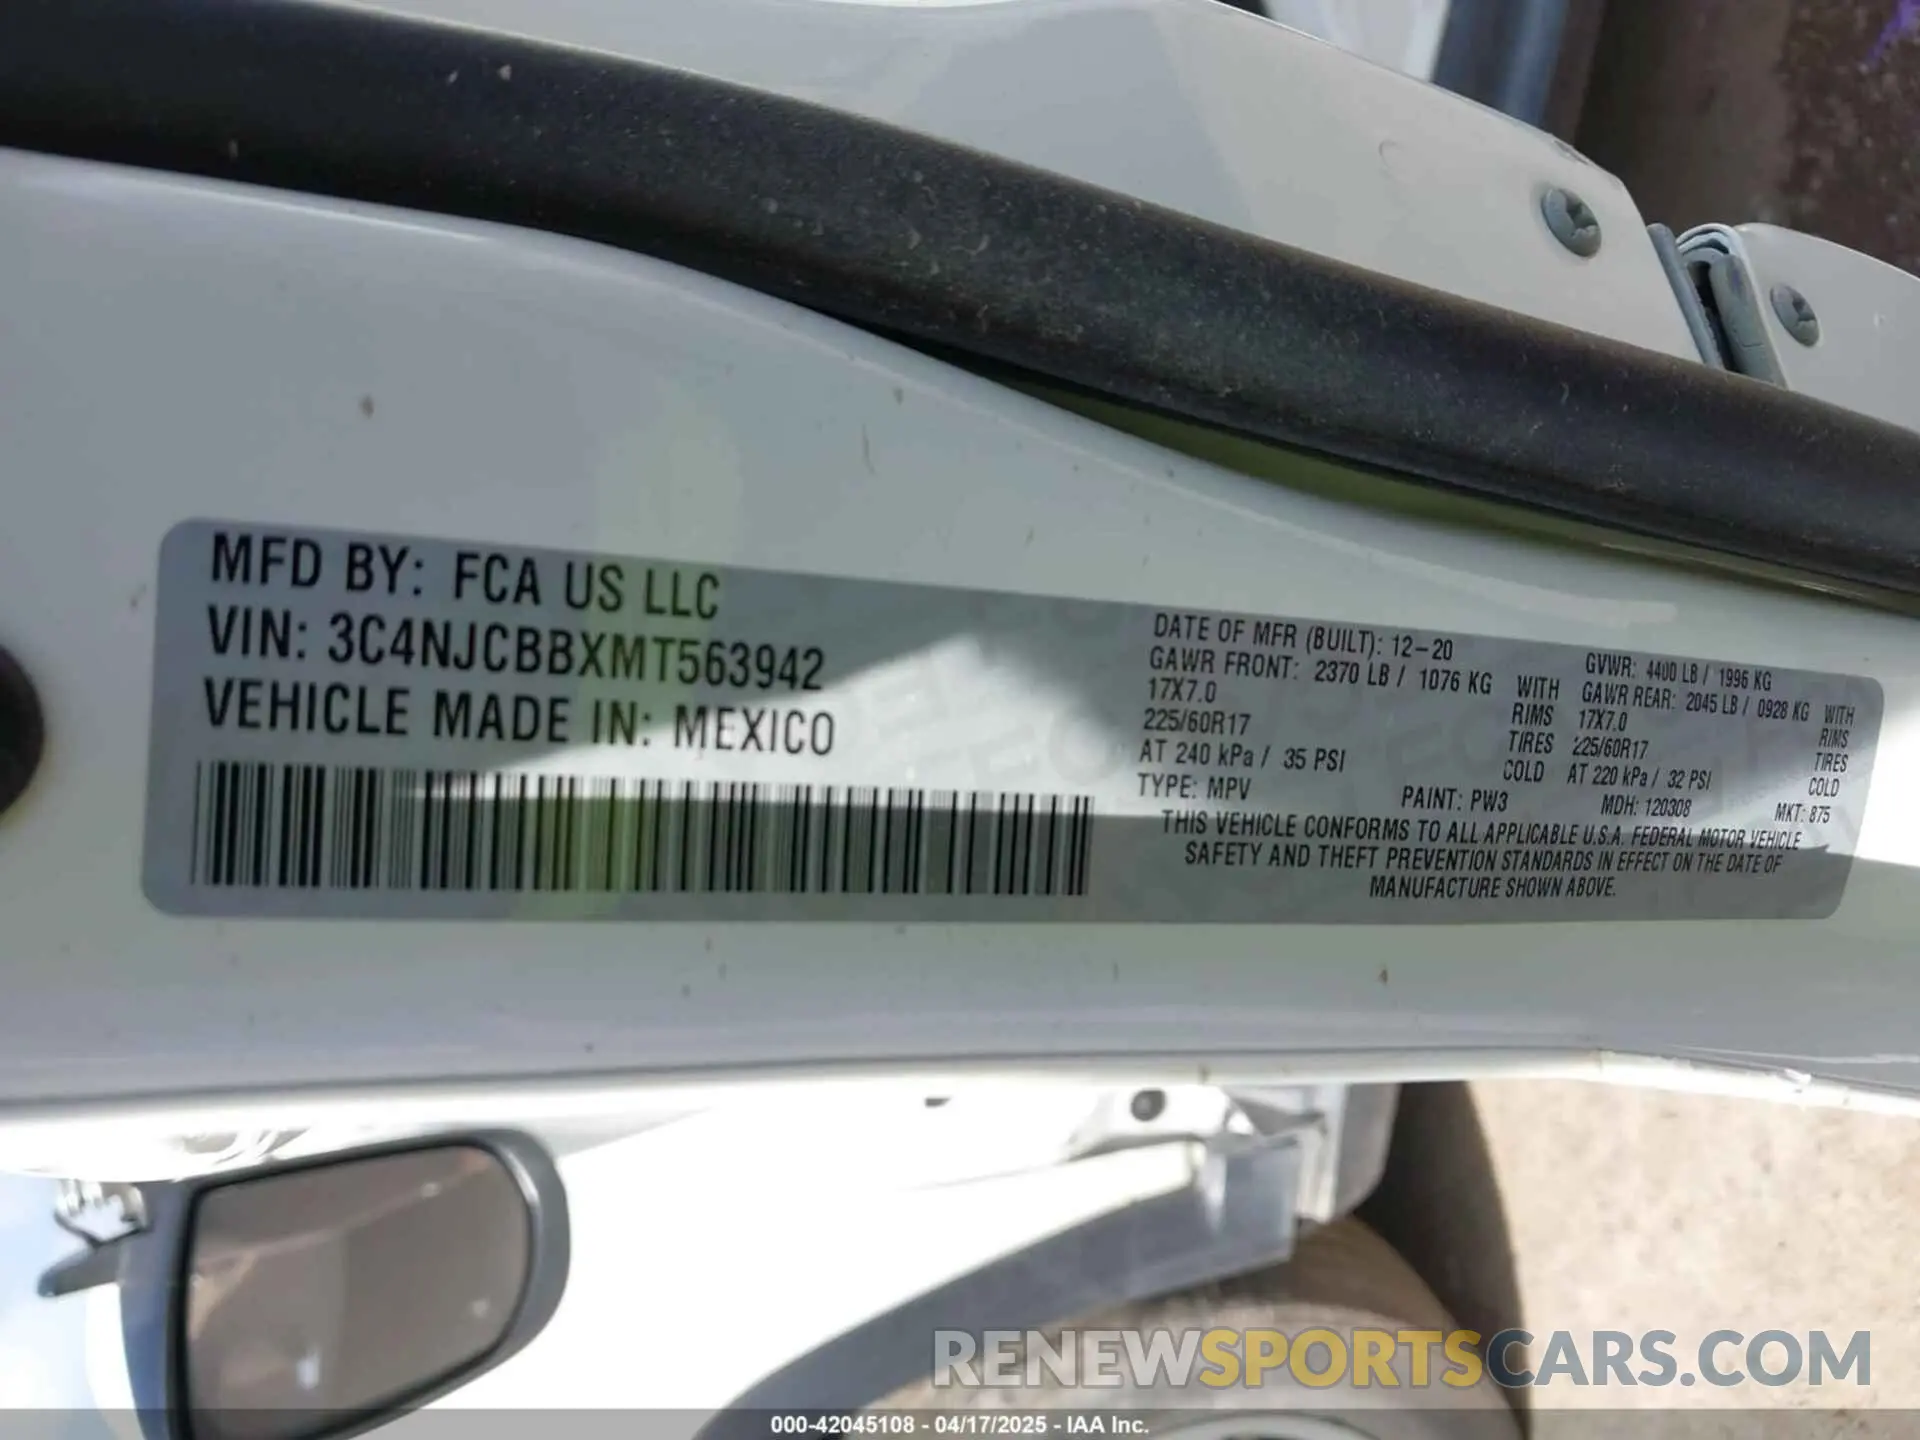 MFD BY: FCA US LLC
VIN: 3C4NJCBBXMT563942
VEHICLE MADE IN: MEXICO
DATE OF MFR (BUILT): 12-20 GVWR: 4400 LB / 1996 KG
GAWR FRONT: 2370 LB / 1076 KG WITH GAWR REAR: 2045 LB / 0928 KG WITH
17X7.0 RIMS 17X7.0 RIMS
225/60R17 TIRES 225/60R17 TIRES
AT 240 kPa / 35 PSI COLD AT 220 kPa / 32 PSI COLD
TYPE: MPV PAINT: PW3 MDH: 120308 MKT: 875
THIS VEHICLE CONFORMS TO ALL APPLICABLE U.S.A. FEDERAL MOTOR VEHICLE
SAFETY AND THEFT PREVENTION STANDARDS IN EFFECT ON THE DATE OF
MANUFACTURE SHOWN ABOVE.
RENEWSPORTSCARS.COM
000-42045108 - 04/17/2025 - IAA Inc.